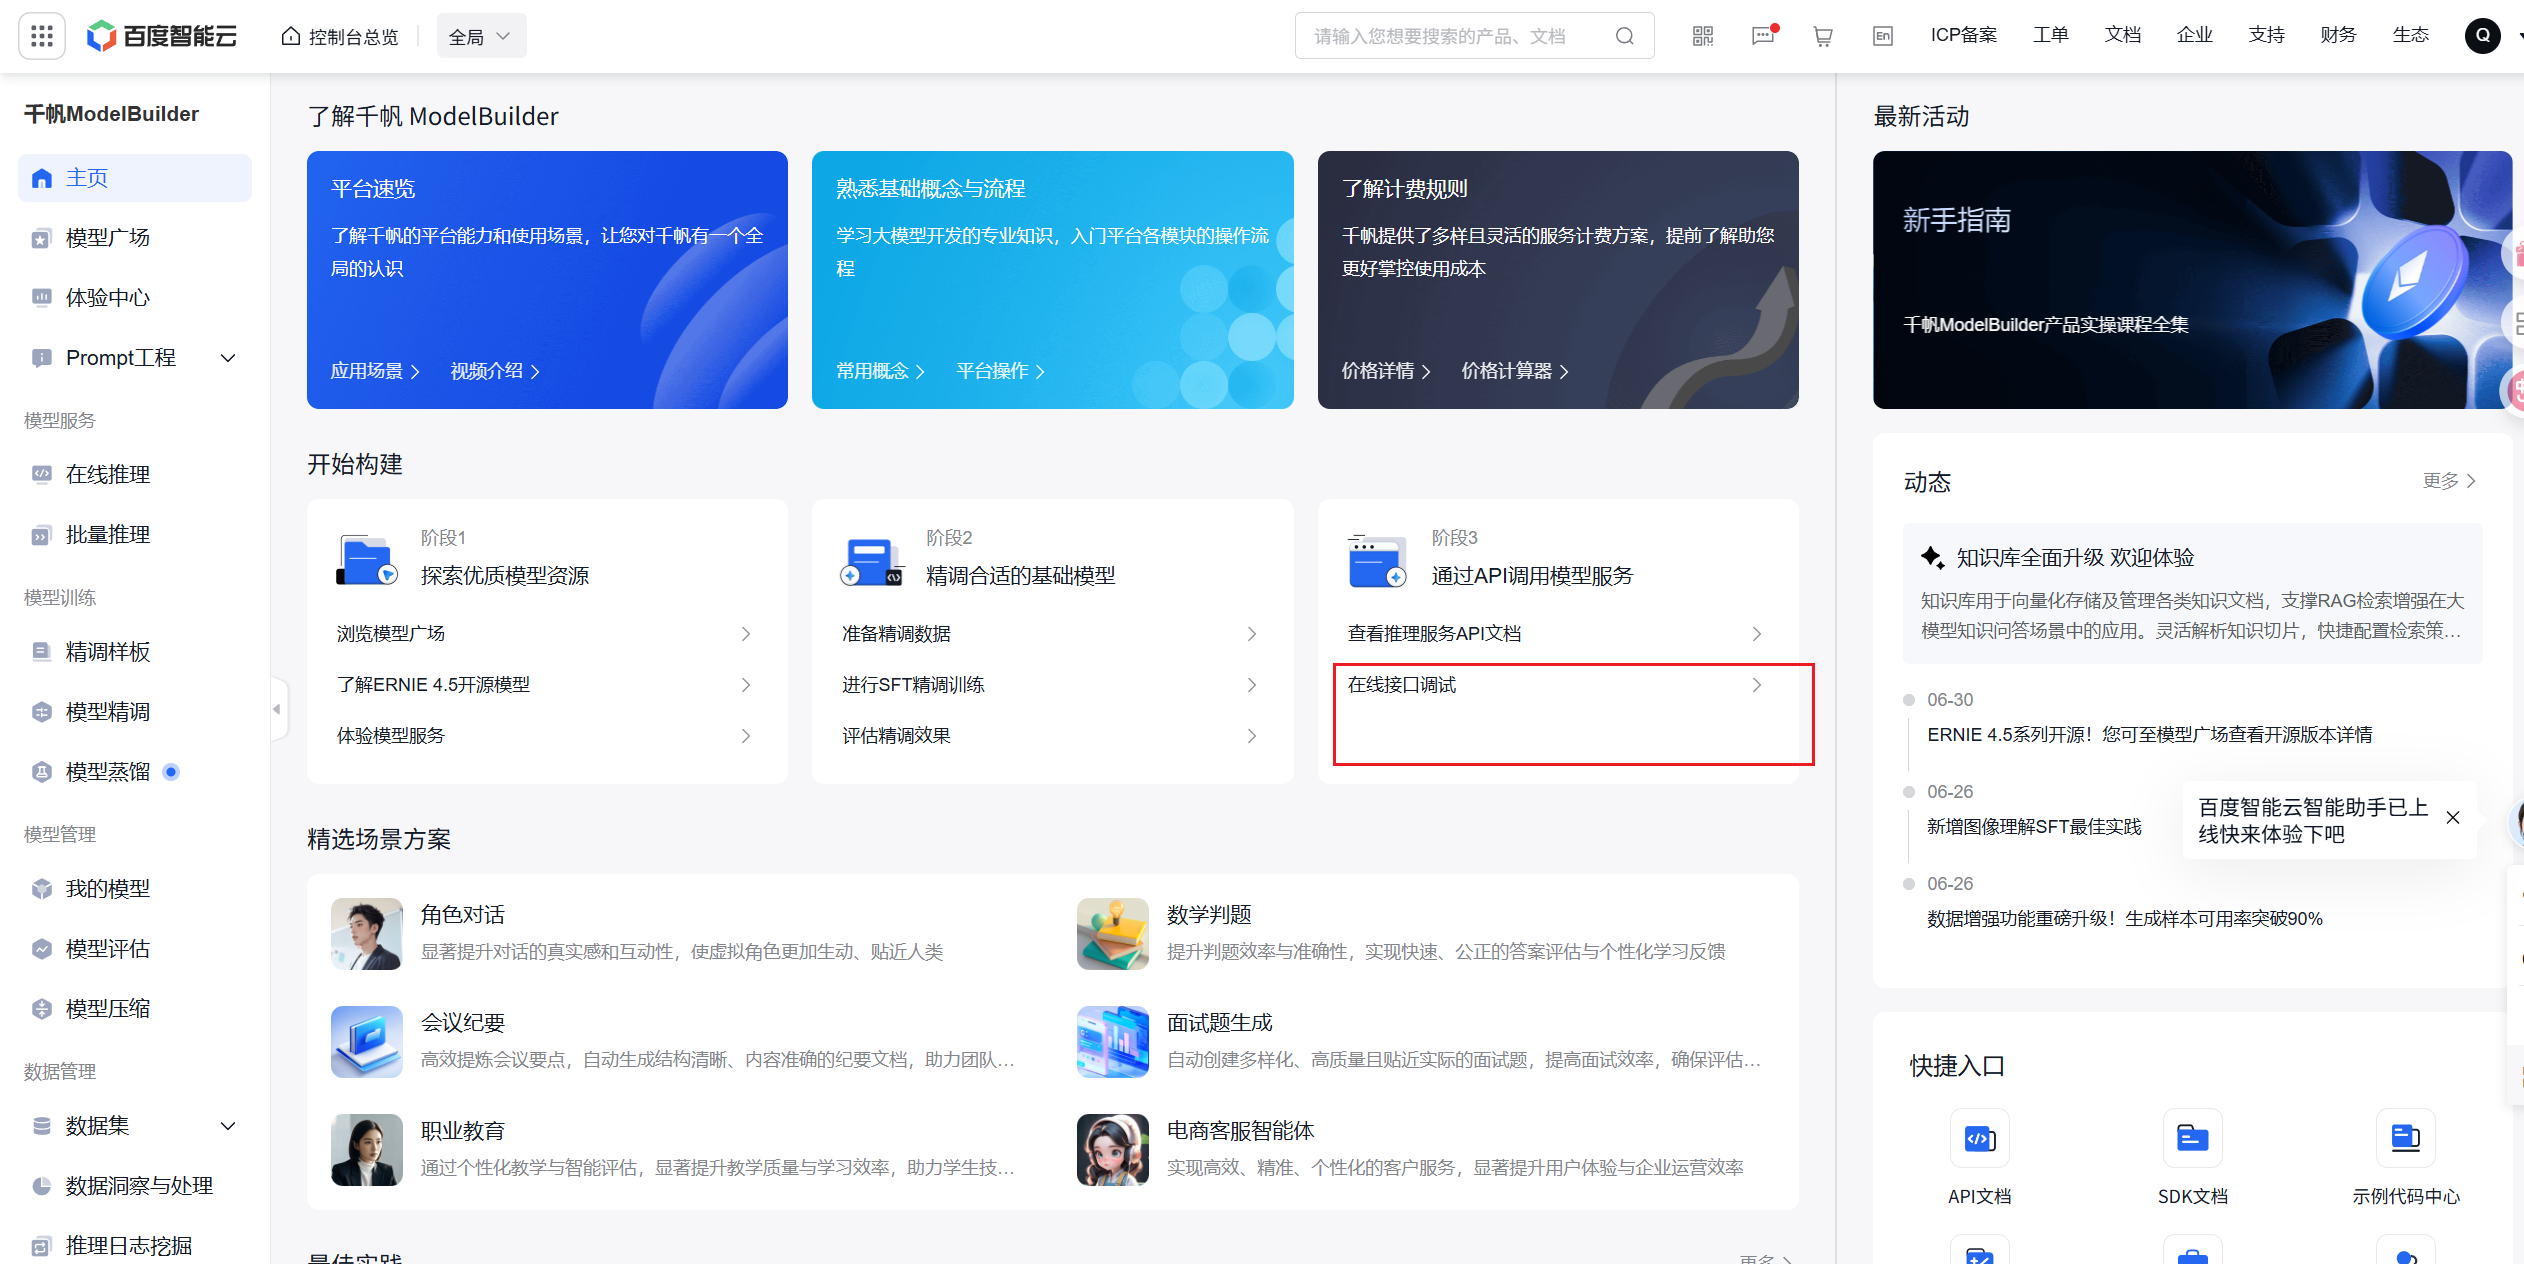 百度智能云
控制台总览
全局
请输入您想要搜索的产品、文档
En
ICP备案
工单
文档
企业
支持
财务
生态
Q
千帆ModelBuilder
主页
模型广场
体验中心
Prompt工程
模型服务
在线推理
批量推理
模型训练
精调样板
模型精调
模型蒸馏
模型管理
我的模型
模型评估
模型压缩
数据管理
数据集
数据洞察与处理
推理日志挖掘
了解千帆 ModelBuilder
平台速览
了解千帆的平台能力和使用场景，让您对千帆有一个全
局的认识
应用场景
视频介绍
熟悉基础概念与流程
学习大模型开发的专业知识，入门平台各模块的操作流
程
常用概念
平台操作
了解计费规则
千帆提供了多样且灵活的服务计费方案，提前了解助您
更好掌控使用成本
价格详情
价格计算器
开始构建
阶段1
探索优质模型资源
浏览模型广场
了解ERNIE 4.5开源模型
体验模型服务
阶段2
精调合适的基础模型
准备精调数据
进行SFT精调训练
评估精调效果
阶段3
通过API调用模型服务
查看推理服务API文档
在线接口调试
精选场景方案
角色对话
显著提升对话的真实感和互动性，使虚拟角色更加生动、贴近人类
数学判题
提升判题效率与准确性，实现快速、公正的答案评估与个性化学习反馈
会议纪要
高效提炼会议要点，自动生成结构清晰、内容准确的纪要文档，助力团队…
面试题生成
自动创建多样化、高质量且贴近实际的面试题，提高面试效率，确保评估…
职业教育
通过个性化教学与智能评估，显著提升教学质量与学习效率，助力学生技…
电商客服智能体
实现高效、精准、个性化的客户服务，显著提升用户体验与企业运营效率
最佳实践
更多
最新活动
新手指南
千帆ModelBuilder产品实操课程全集
动态
更多
知识库全面升级 欢迎体验
知识库用于向量化存储及管理各类知识文档，支撑RAG检索增强在大
模型知识问答场景中的应用。灵活解析知识切片，快捷配置检索策…
06-30
ERNIE 4.5系列开源！您可至模型广场查看开源版本详情
06-26
新增图像理解SFT最佳实践
百度智能云智能助手已上
线快来体验下吧
06-26
数据增强功能重磅升级！生成样本可用率突破90%
快捷入口
API文档
SDK文档
示例代码中心